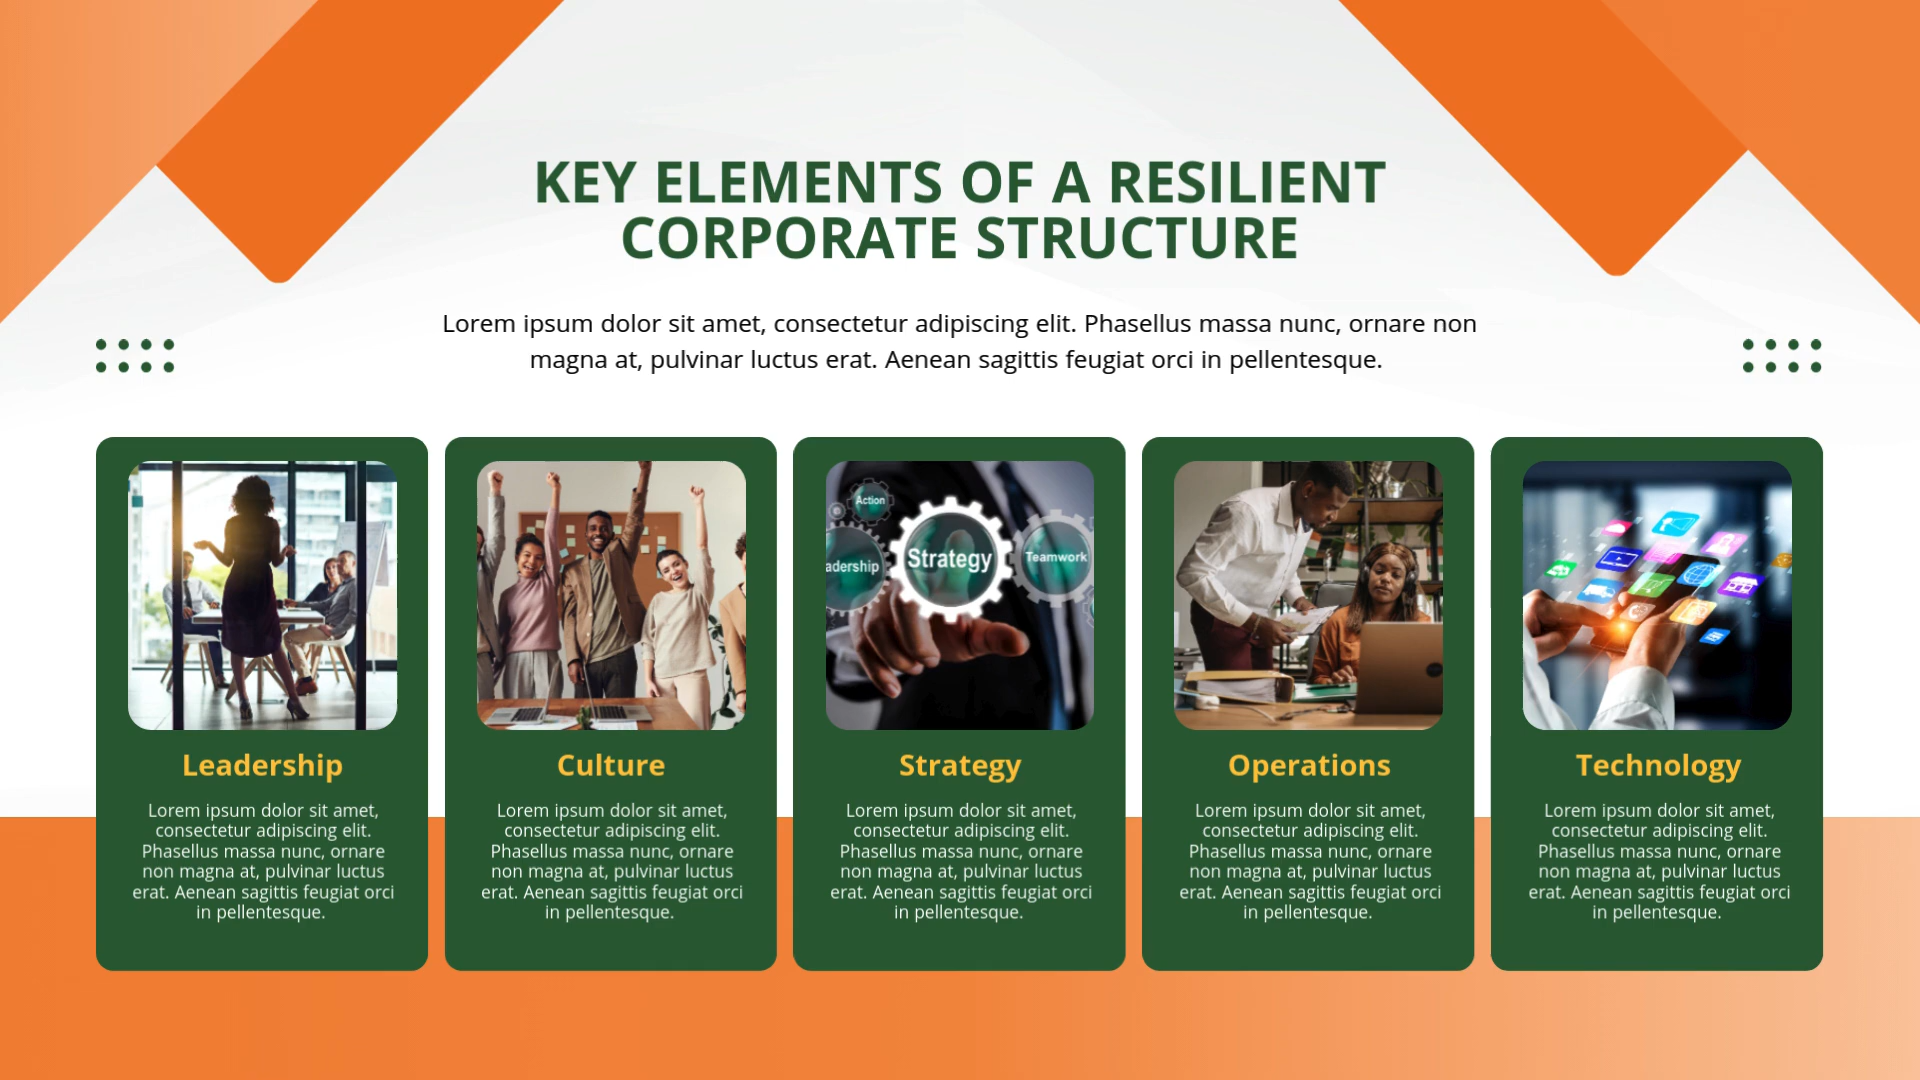 KEY ELEMENTS OF A RESILIENT
CORPORATE STRUCTURE
Lorem ipsum dolor sit amet, consectetur adipiscing elit. Phasellus massa nunc, ornare non
magna at, pulvinar luctus erat. Aenean sagittis feugiat orci in pellentesque.
Leadership
Lorem ipsum dolor sit amet,
consectetur adipiscing elit.
Phasellus massa nunc, ornare
non magna at, pulvinar luctus
erat. Aenean sagittis feugiat orci
in pellentesque.
Culture
Lorem ipsum dolor sit amet,
consectetur adipiscing elit.
Phasellus massa nunc, ornare
non magna at, pulvinar luctus
erat. Aenean sagittis feugiat orci
in pellentesque.
Action
adership
Strategy
Teamwork
Strategy
Lorem ipsum dolor sit amet,
consectetur adipiscing elit.
Phasellus massa nunc, ornare
non magna at, pulvinar luctus
erat. Aenean sagittis feugiat orci
in pellentesque.
Operations
Lorem ipsum dolor sit amet,
consectetur adipiscing elit.
Phasellus massa nunc, ornare
non magna at, pulvinar luctus
erat. Aenean sagittis feugiat orci
in pellentesque.
Technology
Lorem ipsum dolor sit amet,
consectetur adipiscing elit.
Phasellus massa nunc, ornare
non magna at, pulvinar luctus
erat. Aenean sagittis feugiat orci
in pellentesque.